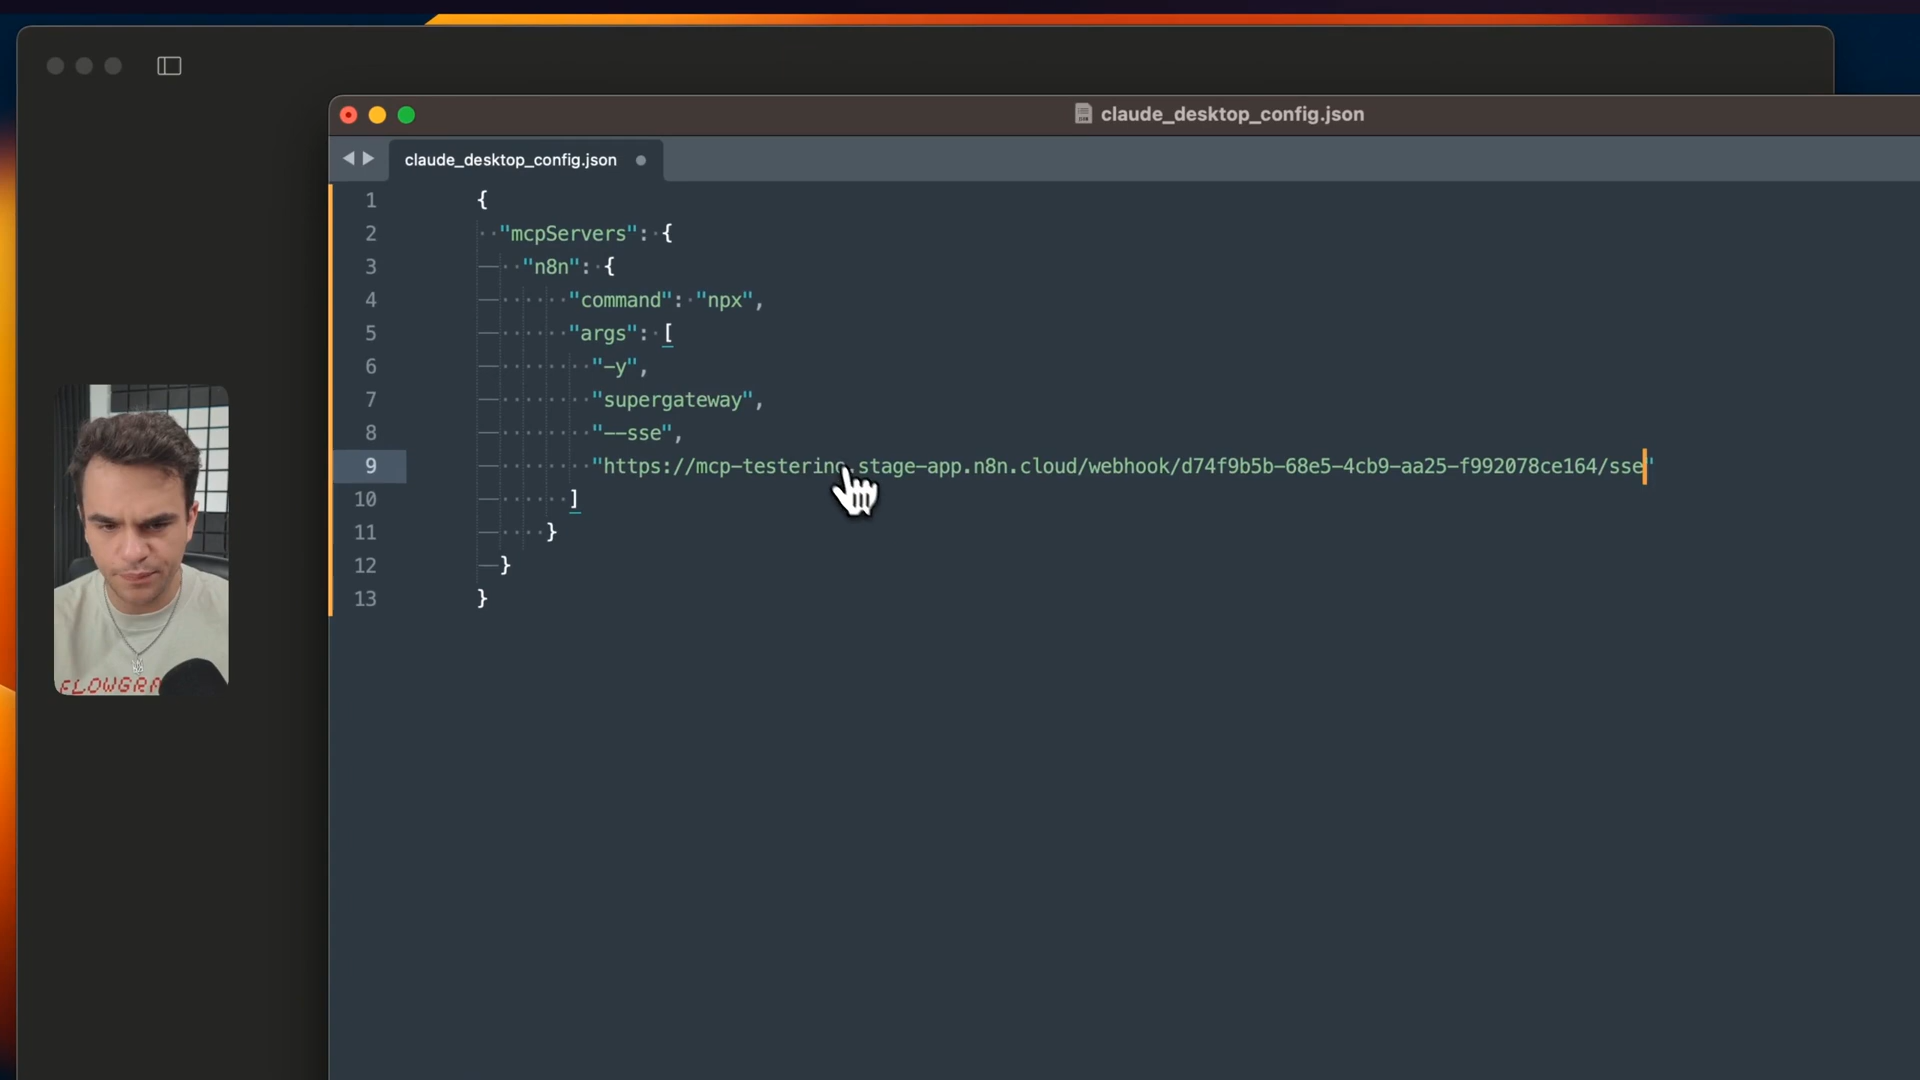 claude_desktop_config.json
claude_desktop_config.json
1 {
2 "mcpServers": {
3 "n8n": {
4 "command": "npx",
5 "args": [
6 "-y",
7 "supergateway",
8 "--sse",
9 "https://mcp-testering.stage-app.n8n.cloud/webhook/d74f9b5b-68e5-4cb9-aa25-f992078ce164/sse"
10 ]
11 }
12 }
13 }